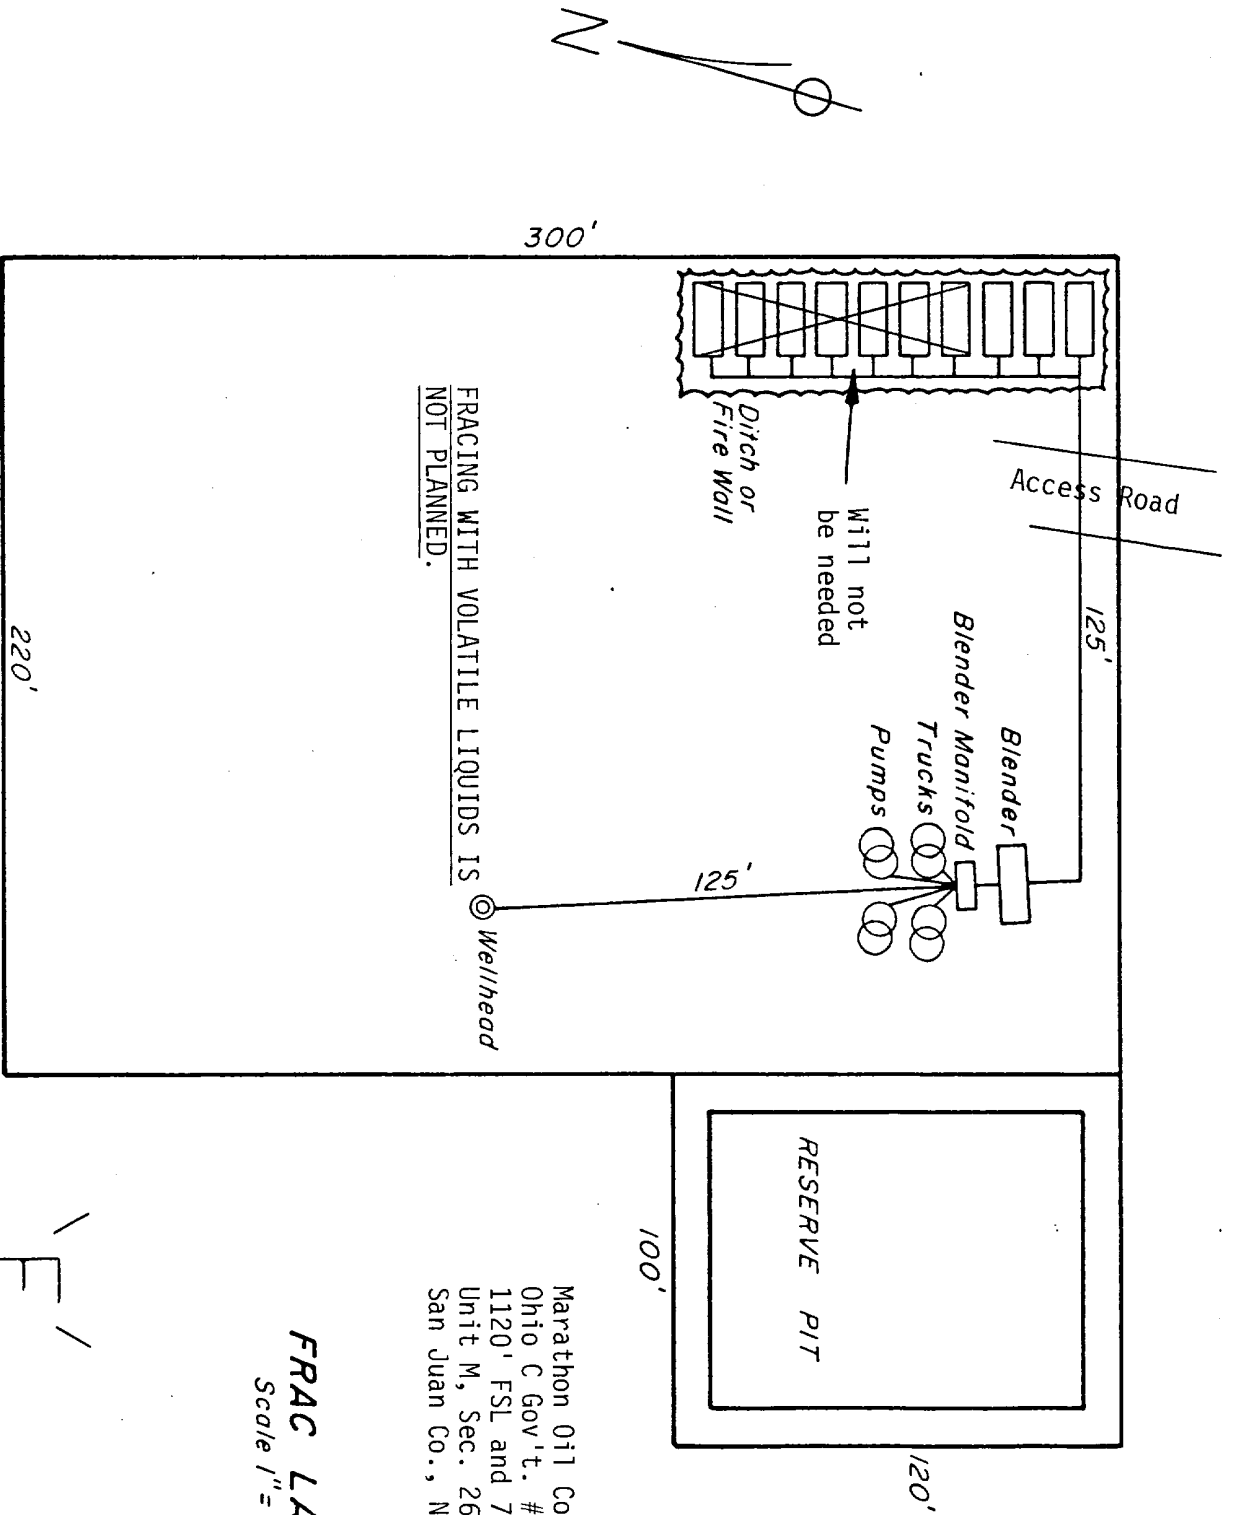 N
300'
Access Road
125'
Ditch or
Fire Wall
Will not
be needed
Blender
Blender Manifold
Trucks
Pumps
125'
FRACING WITH VOLATILE LIQUIDS IS
NOT PLANNED.
Wellhead
220'
RESERVE PIT
100'
120'
Marathon Oil Co
Ohio C Gov't. #
1120' FSL and 7
Unit M, Sec. 26
San Juan Co., N
FRAC LA
Scale 1"=